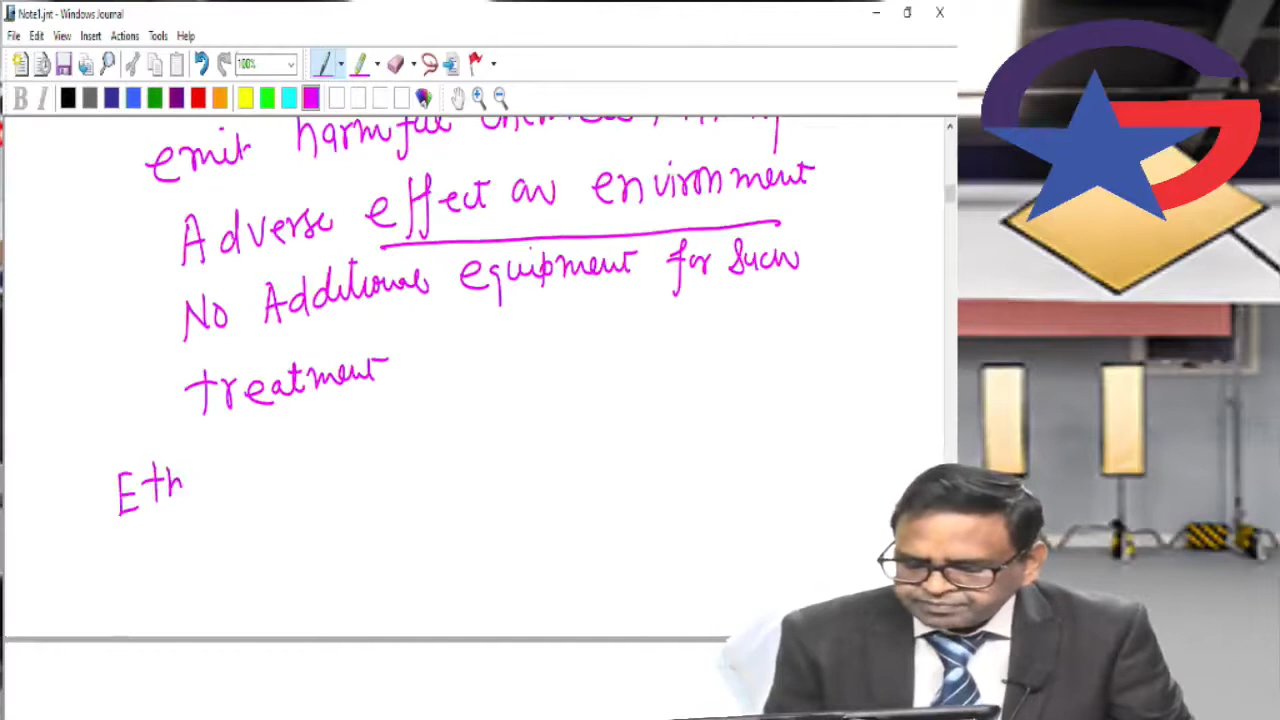 Note1.jnt - Windows Journal
File Edit View Insert Actions Tools Help
100%
B I
emit harmful
Adverse effect on environment
No Additional equipment for such
treatment
Eth